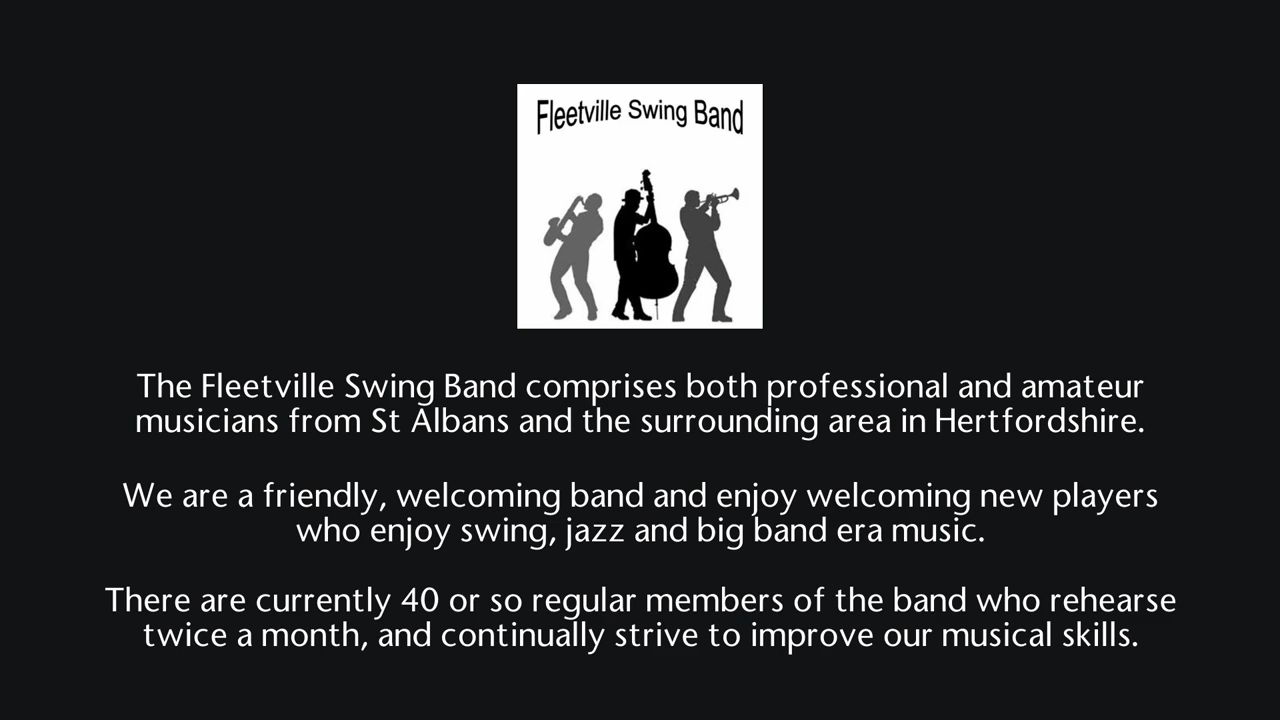 Fleetville Swing Band
The Fleetville Swing Band comprises both professional and amateur
musicians from St Albans and the surrounding area in Hertfordshire.
We are a friendly, welcoming band and enjoy welcoming new players
who enjoy swing, jazz and big band era music.
There are currently 40 or so regular members of the band who rehearse
twice a month, and continually strive to improve our musical skills.